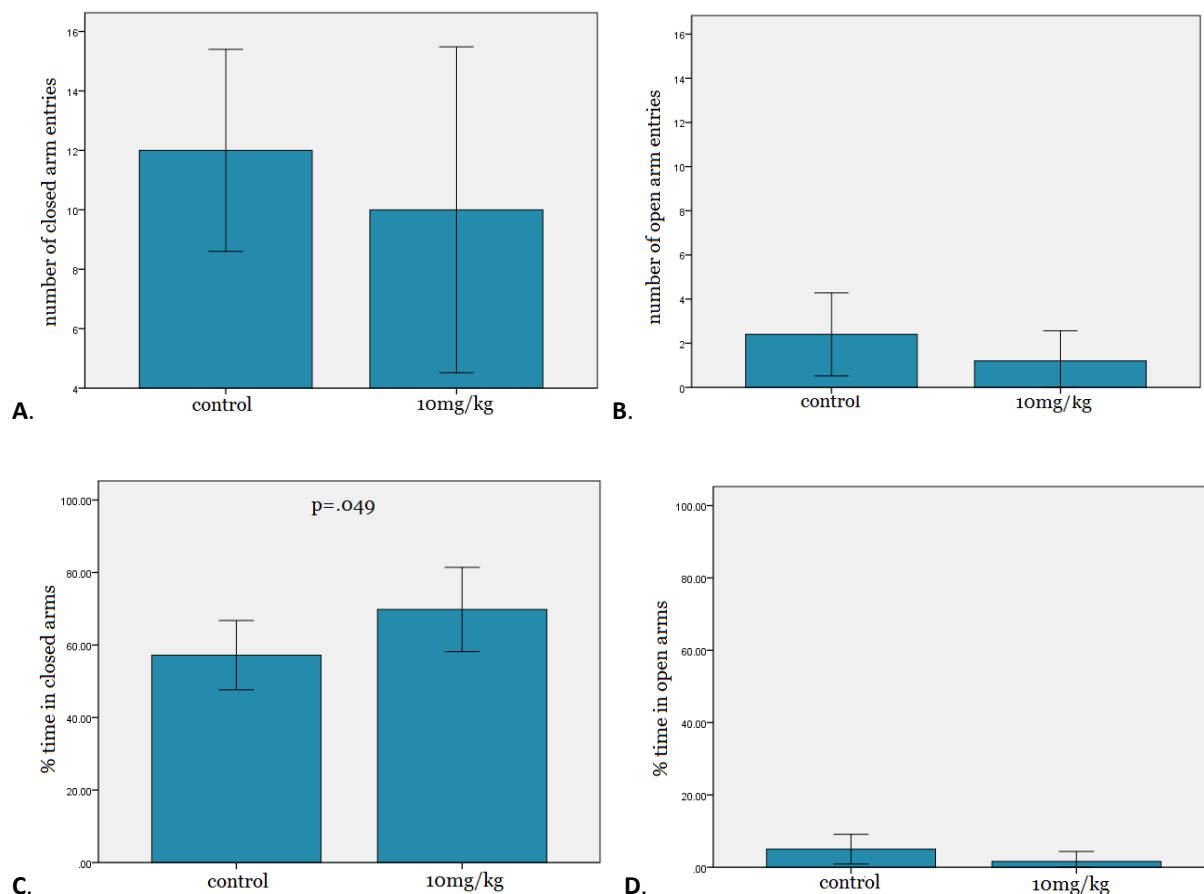 number of closed arm entries
16
14
12
10
8
6
4
control
10mg/kg
A.
number of open arm entries
16
14
12
10
8
6
4
2
0
control
10mg/kg
B.
% time in closed arms
100.00
80.00
60.00
40.00
20.00
.00
p=.049
control
10mg/kg
C.
% time in open arms
100.00
80.00
60.00
40.00
20.00
.00
control
10mg/kg
D.